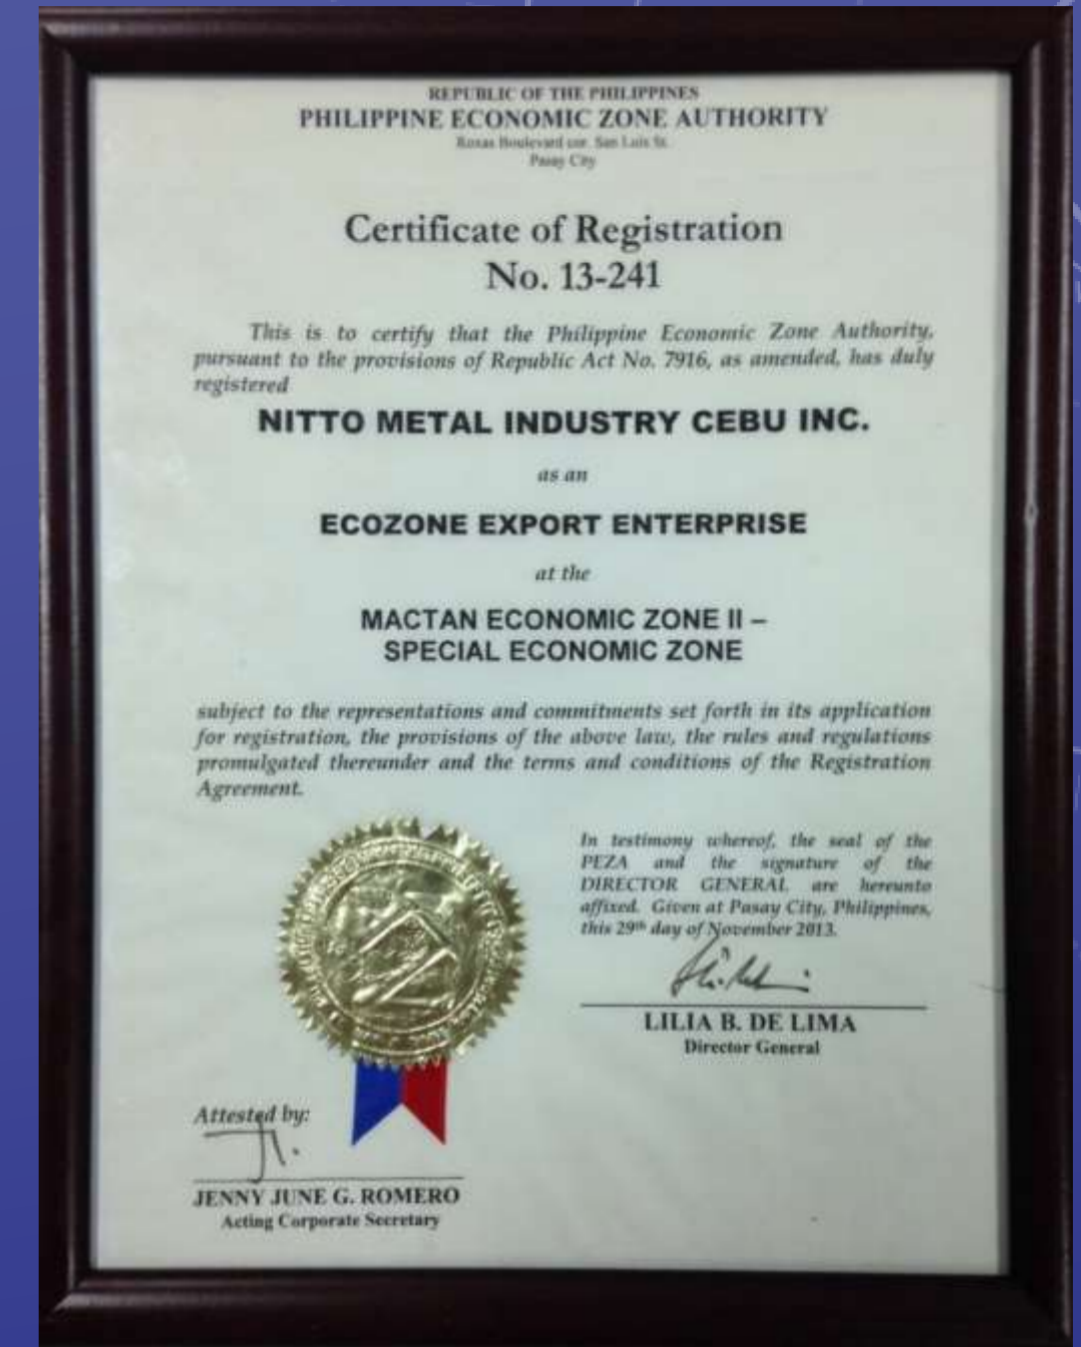 REPUBLIC OF THE PHILIPPINES
PHILIPPINE ECONOMIC ZONE AUTHORITY
Roxas Boulevard cor. San Luis St.
Pasay City
Certificate of Registration
No. 13-241
This is to certify that the Philippine Economic Zone Authority,
pursuant to the provisions of Republic Act No. 7916, as amended, has duly
registered
NITTO METAL INDUSTRY CEBU INC.
as an
ECOZONE EXPORT ENTERPRISE
at the
MACTAN ECONOMIC ZONE II –
SPECIAL ECONOMIC ZONE
subject to the representations and commitments set forth in its application
for registration, the provisions of the above law, the rules and regulations
promulgated thereunder and the terms and conditions of the Registration
Agreement.
In testimony whereof, the seal of the
PEZA and the signature of the
DIRECTOR GENERAL are hereunto
affixed. Given at Pasay City, Philippines,
this 29th day of November 2013.
LILIA B. DE LIMA
Director General
Attested by:
JENNY JUNE G. ROMERO
Acting Corporate Secretary